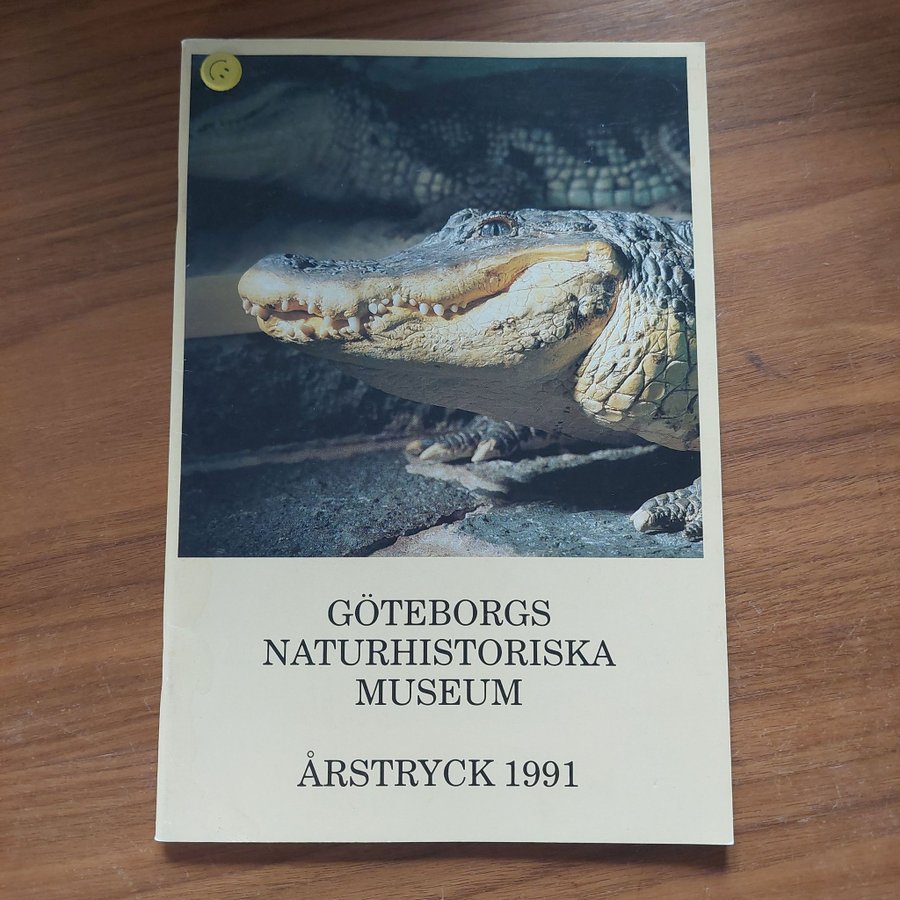 GÖTEBORGS
NATURHISTORISKA
MUSEUM
ÅRSTRYCK 1991